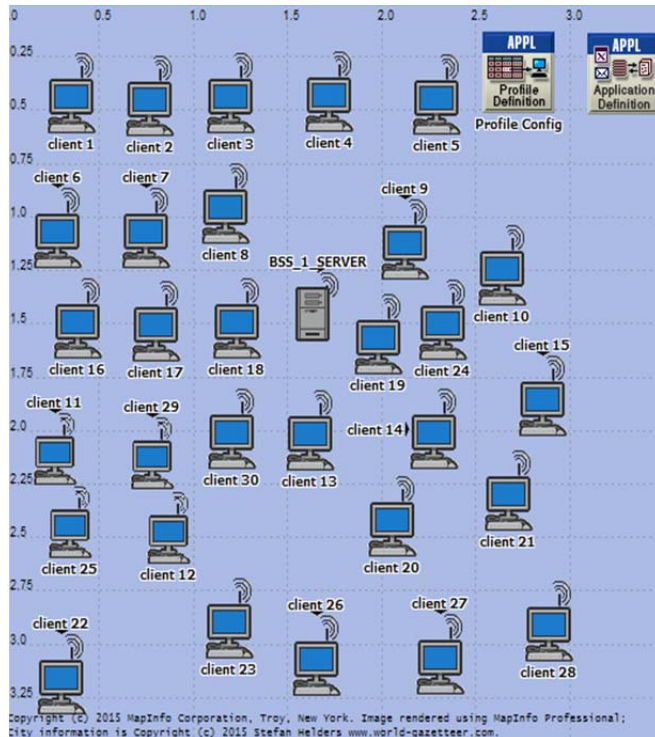 .0 0.5 1.0 1.5 2.0 2.5 3.0
APPL
Profile
Definition
Profile Config
APPL
Application
Definition
0.25
0.5
client 1
client 2
client 3
client 4
client 5
0.75
client 6
client 7
client 8
client 9
1.0
BSS_1_SERVER
1.25
client 10
1.5
client 16
client 17
client 18
client 19
client 24
client 15
1.75
client 11
client 29
2.0
client 30
client 13
client 14
2.25
client 21
2.5
client 25
client 12
client 20
2.75
client 22
client 23
client 26
client 27
client 28
3.0
3.25
Copyright (c) 2015 MapInfo Corporation, Troy, New York. Image rendered using MapInfo Professional;
City information is Copyright (c) 2015 Stefan Helders www.world-gazetteer.com.